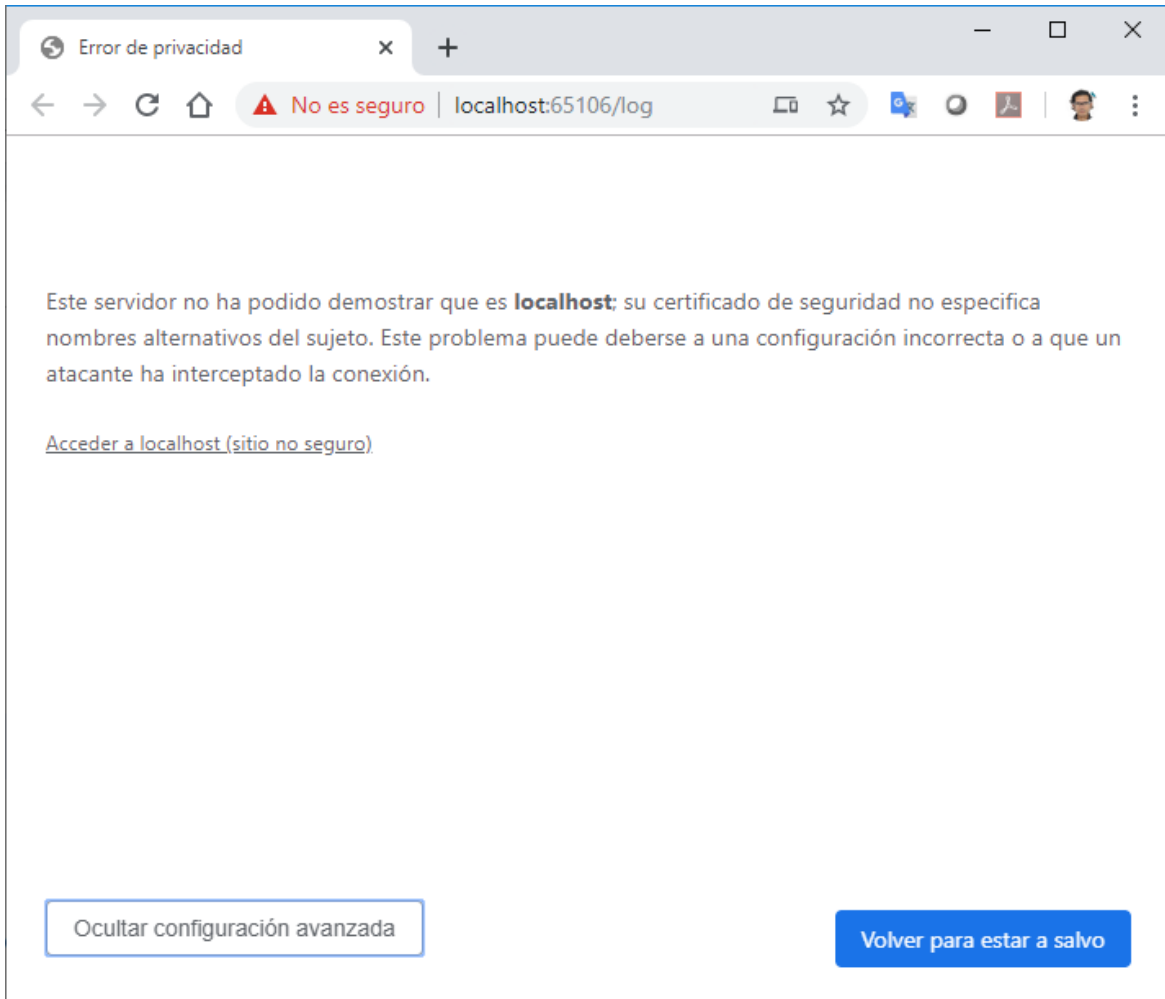 Error de privacidad
No es seguro localhost:65106/log
Este servidor no ha podido demostrar que es localhost; su certificado de seguridad no especifica
nombres alternativos del sujeto. Este problema puede deberse a una configuración incorrecta o a que un
atacante ha interceptado la conexión.
Acceder a localhost (sitio no seguro)
Ocultar configuración avanzada
Volver para estar a salvo